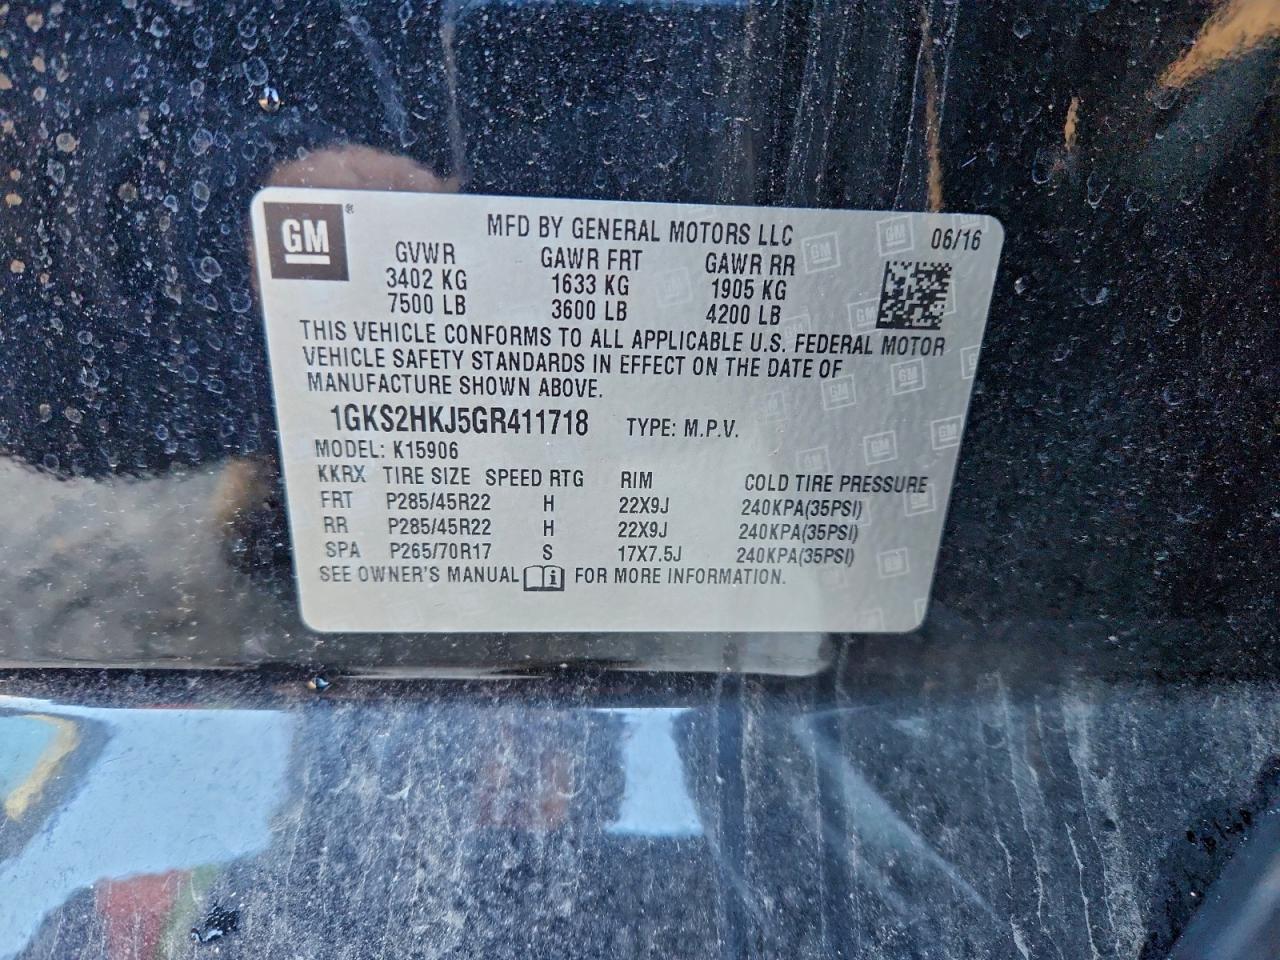 GM®
MFD BY GENERAL MOTORS LLC 06/16
GVWR GAWR FRT GAWR RR
3402 KG 1633 KG 1905 KG
7500 LB 3600 LB 4200 LB
THIS VEHICLE CONFORMS TO ALL APPLICABLE U.S. FEDERAL MOTOR
VEHICLE SAFETY STANDARDS IN EFFECT ON THE DATE OF
MANUFACTURE SHOWN ABOVE.
1GKS2HKJ5GR411718 TYPE: M.P.V.
MODEL: K15906
KKRX TIRE SIZE SPEED RTG RIM COLD TIRE PRESSURE
FRT P285/45R22 H 22X9J 240KPA(35PSI)
RR P285/45R22 H 22X9J 240KPA(35PSI)
SPA P265/70R17 S 17X7.5J 240KPA(35PSI)
SEE OWNER'S MANUAL i FOR MORE INFORMATION.